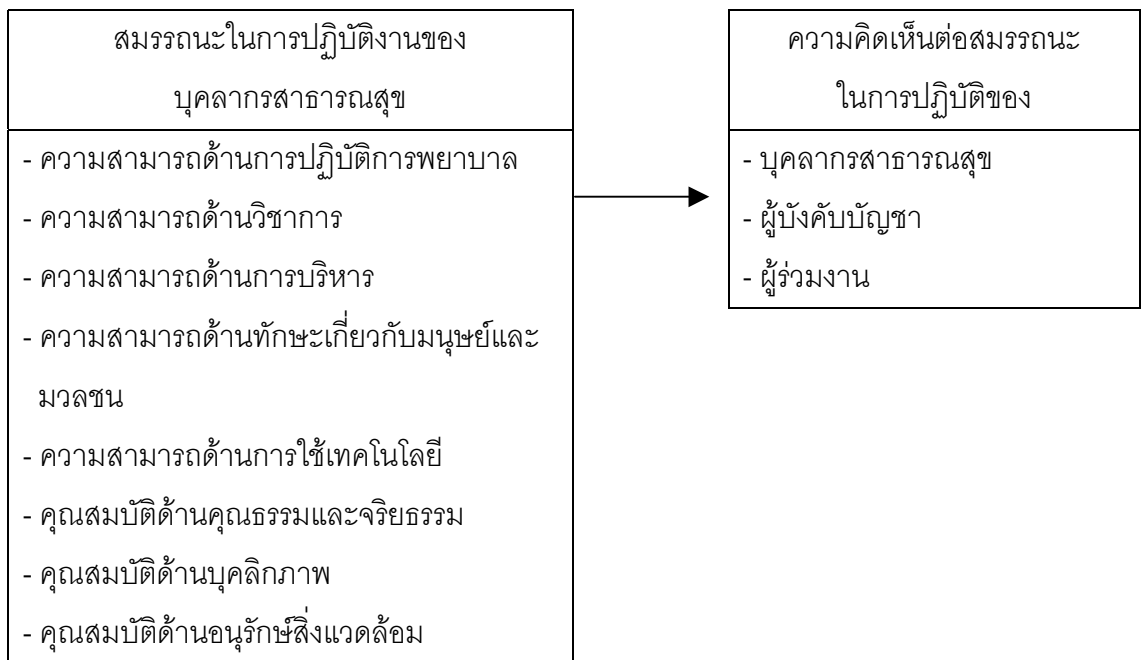 สมรรถนะในการปฏิบัติงานของ
บุคลากรสาธารณสุข
- ความสามารถด้านการปฏิบัติการพยาบาล
- ความสามารถด้านวิชาการ
- ความสามารถด้านการบริหาร
- ความสามารถด้านทักษะเกี่ยวกับมนุษย์และ
มวลชน
- ความสามารถด้านการใช้เทคโนโลยี
- คุณสมบัติด้านคุณธรรมและจริยธรรม
- คุณสมบัติด้านบุคลิกภาพ
- คุณสมบัติด้านอนุรักษ์สิ่งแวดล้อม
ความคิดเห็นต่อสมรรถนะ
ในการปฏิบัติของ
- บุคลากรสาธารณสุข
- ผู้บังคับบัญชา
- ผู้ร่วมงาน